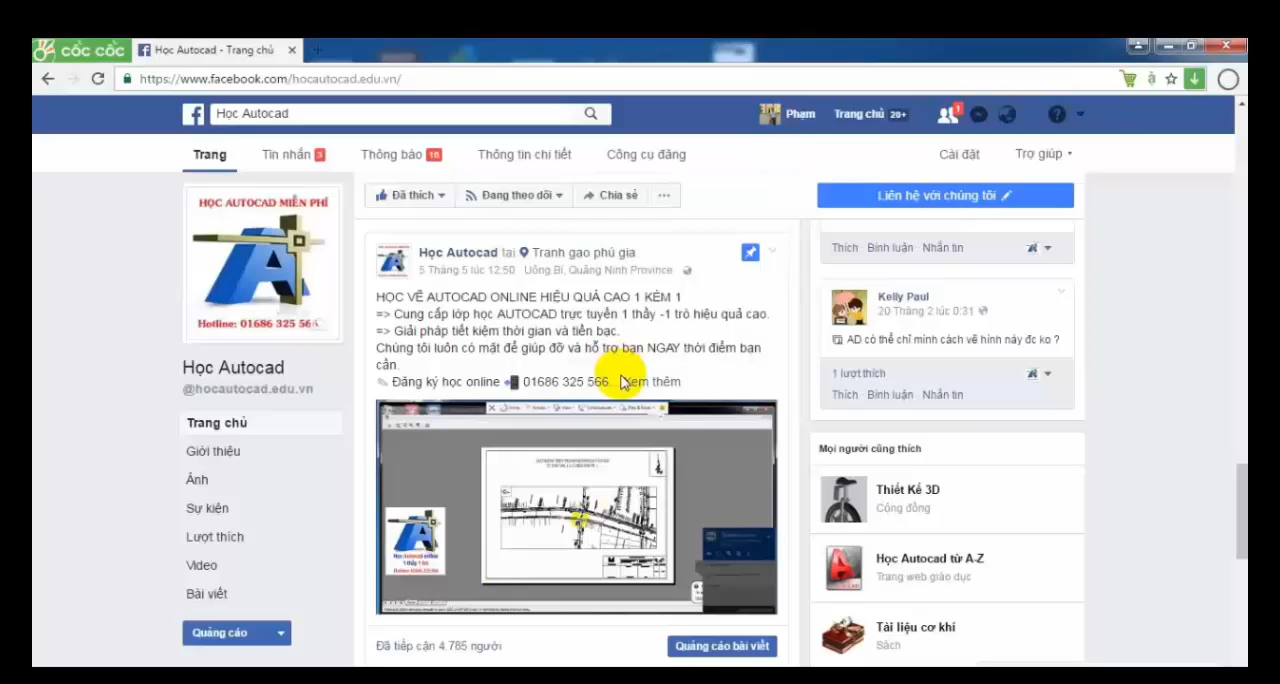 cốc cốc
Học Autocad - Trang chủ
https://www.facebook.com/hocautocad.edu.vn/
Học Autocad
Phạm
Trang chủ 20+
1
Trang
Tin nhắn 3
Thông báo
Thông tin chi tiết
Công cụ đăng
Cài đặt
Trợ giúp
HỌC AUTOCAD MIỄN PHÍ
Hotline: 01686 325 56
Học Autocad
@hocautocad.edu.vn
Trang chủ
Giới thiệu
Ảnh
Sự kiện
Lượt thích
Video
Bài viết
Quảng cáo
Đã thích
Đang theo dõi
Chia sẻ
Liên hệ với chúng tôi
Học Autocad tại Tranh gạo phú gia
5 Tháng 5 lúc 12:50 Uông Bí, Quảng Ninh Province
HỌC VẼ AUTOCAD ONLINE HIỆU QUẢ CAO 1 KÈM 1
=> Cung cấp lớp học AUTOCAD trực tuyến 1 thầy -1 trò hiệu quả cao.
=> Giải pháp tiết kiệm thời gian và tiền bạc.
Chúng tôi luôn có mặt để giúp đỡ và hỗ trợ bạn NGAY thời điểm bạn
cần.
Đăng ký học online 01686 325 566... Xem thêm
Học Autocad online
1 thầy 1 trò
Đã tiếp cận 4.785 người
Quảng cáo bài viết
Thích Bình luận Nhắn tin
Kelly Paul
20 Tháng 2 lúc 0:31
AD có thể chỉ mình cách vẽ hình này đc ko ?
1 lượt thích
Thích Bình luận Nhắn tin
Mọi người cũng thích
Thiết Kế 3D
Cộng đồng
Học Autocad từ A-Z
Trang web giáo dục
Tài liệu cơ khí
Sách